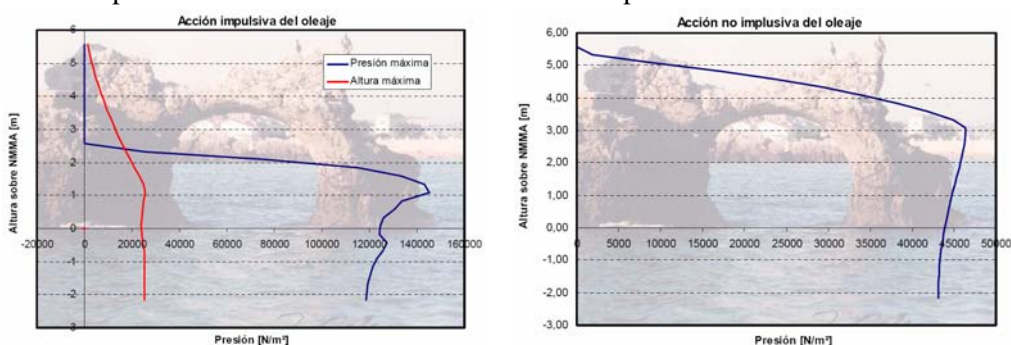 Acción impulsiva del oleaje
Presión máxima
Altura máxima
Altura sobre NMMA [m]
6
5
4
3
2
1
0
-1
-2
-3
-20000 0 20000 40000 60000 80000 100000 120000 140000 160000
Presión [N/m²]
Acción no implusiva del oleaje
Altura sobre NMMA [m]
6,00
5,00
4,00
3,00
2,00
1,00
0,00
-1,00
-2,00
-3,00
0 5000 10000 15000 20000 25000 30000 35000 40000 45000 50000
Presión [N/m²]